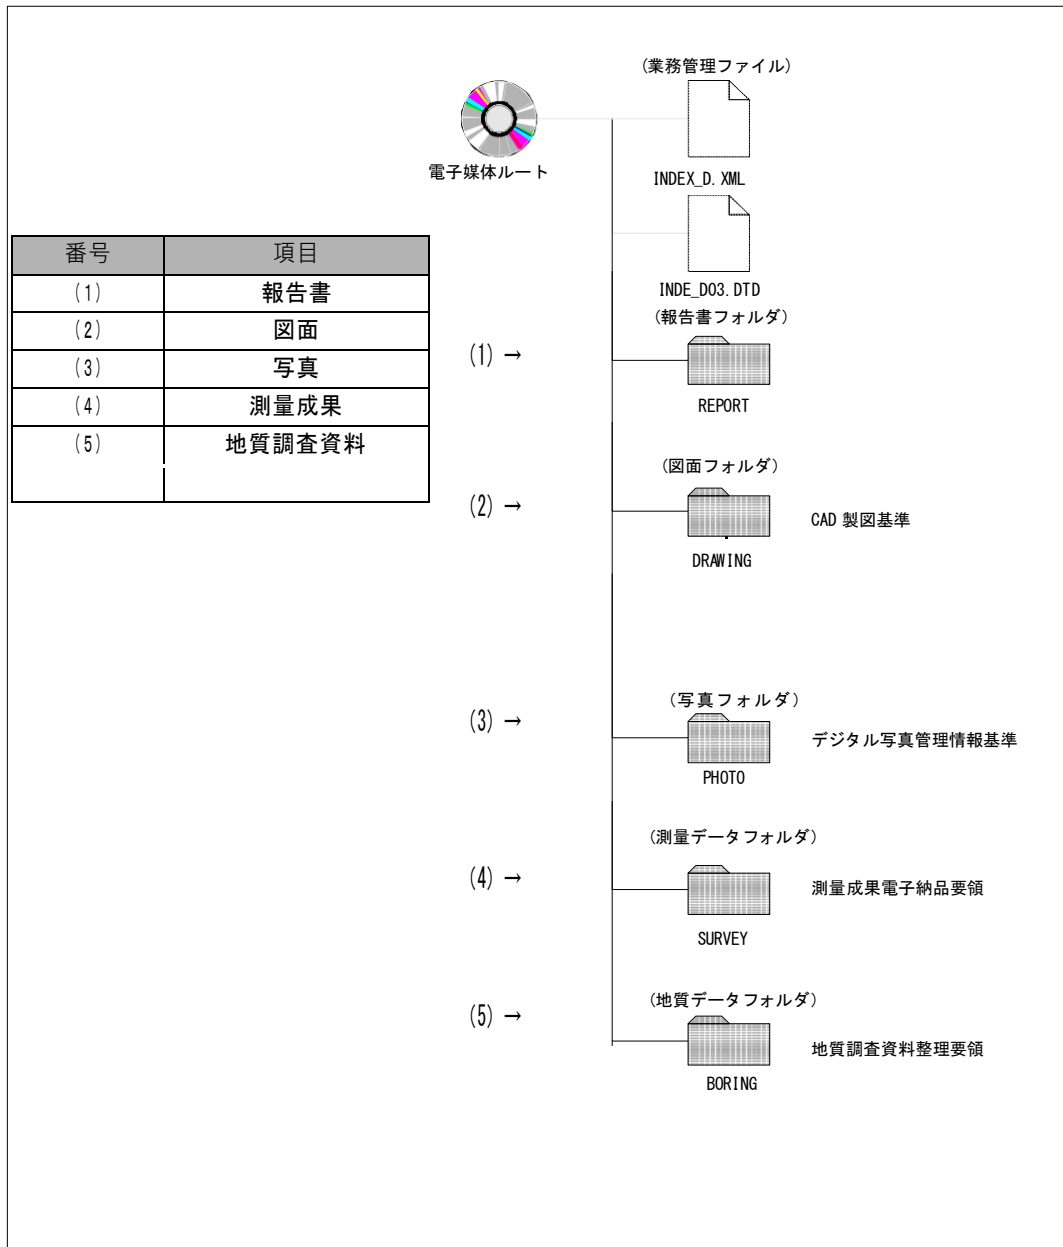 (業務管理ファイル)
電子媒体ルート
INDEX_D.XML
番号 項目
(1) 報告書
(2) 図面
(3) 写真
(4) 測量成果
(5) 地質調査資料
INDE_D03.DTD
(報告書フォルダ)
(1) →
REPORT
(図面フォルダ)
(2) →
CAD 製図基準
DRAWING
(写真フォルダ)
(3) →
デジタル写真管理情報基準
PHOTO
(測量データフォルダ)
(4) →
測量成果電子納品要領
SURVEY
(地質データフォルダ)
(5) →
地質調査資料整理要領
BORING